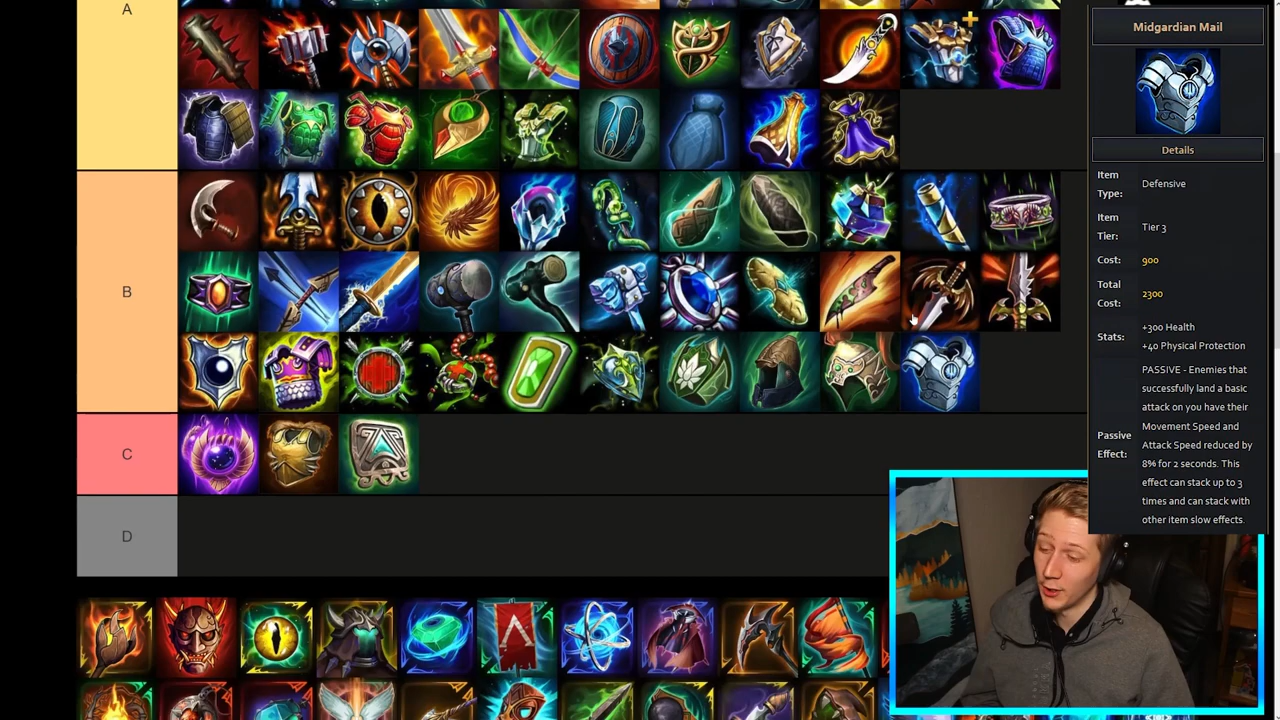 A
B
C
D
Midgardian Mail
Details
Item
Type:
Defensive
Item
Tier:
Tier 3
Cost:
900
Total
Cost:
2300
Stats:
+300 Health
+40 Physical Protection
Passive
Effect:
PASSIVE - Enemies that
successfully land a basic
attack on you have their
Movement Speed and
Attack Speed reduced by
8% for 2 seconds. This
effect can stack up to 3
times and can stack with
other item slow effects.